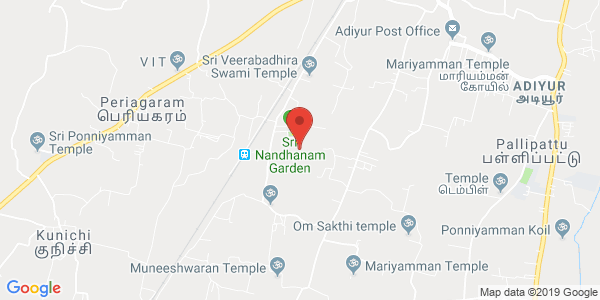 Adiyur Post Office
VIT
Sri Veerabadhira
Swami Temple
Mariyamman Temple
மாரியம்மன்
கோயில்
ADIYUR
அடியூர்
Periyagaram
பெரியகரம்
Sri Ponniyamman
Temple
Sri
Nandhanam
Garden
Pallipattu
பள்ளிப்பட்டு
Temple
டெம்பிள்
Om Sakthi temple
Ponniyamman Koil
Kunichi
குனிச்சி
Muneeshwaran Temple
Mariyamman Temple
Map data ©2019 Google